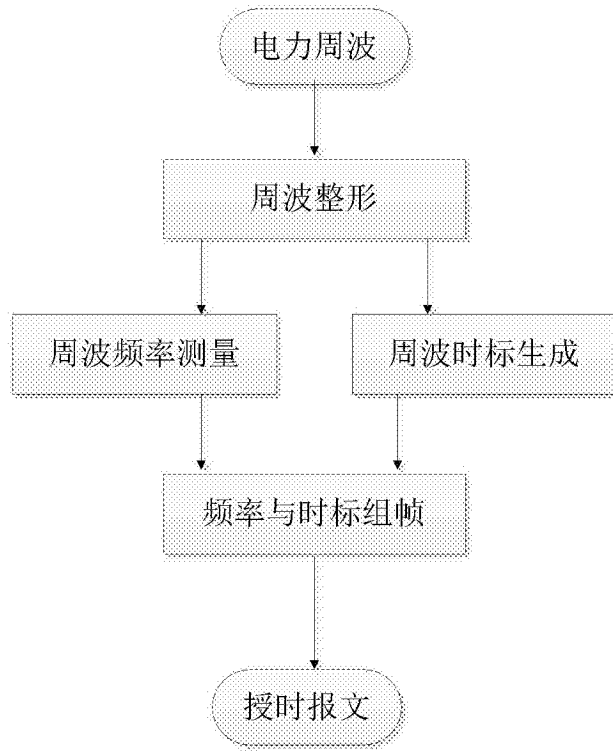 电力周波
周波整形
周波频率测量
周波时标生成
频率与时标组帧
授时报文